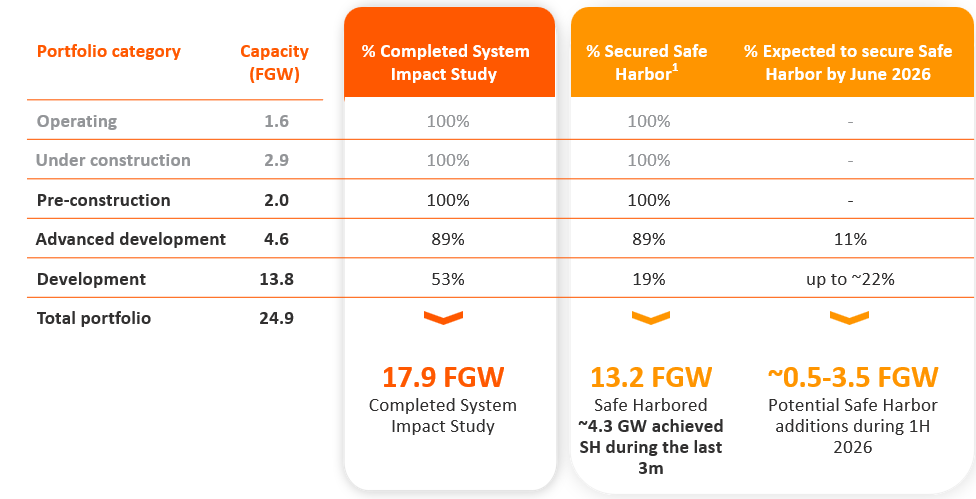 Portfolio category Capacity (FGW) % Completed System Impact Study % Secured Safe Harbor1 % Expected to secure Safe Harbor by June 2026
Operating 1.6 100% 100% -
Under construction 2.9 100% 100% -
Pre-construction 2.0 100% 100% -
Advanced development 4.6 89% 89% 11%
Development 13.8 53% 19% up to ~22%
Total portfolio 24.9
17.9 FGW
Completed System
Impact Study
13.2 FGW
Safe Harbored
~4.3 GW achieved
SH during the last
3m
~0.5-3.5 FGW
Potential Safe Harbor
additions during 1H
2026